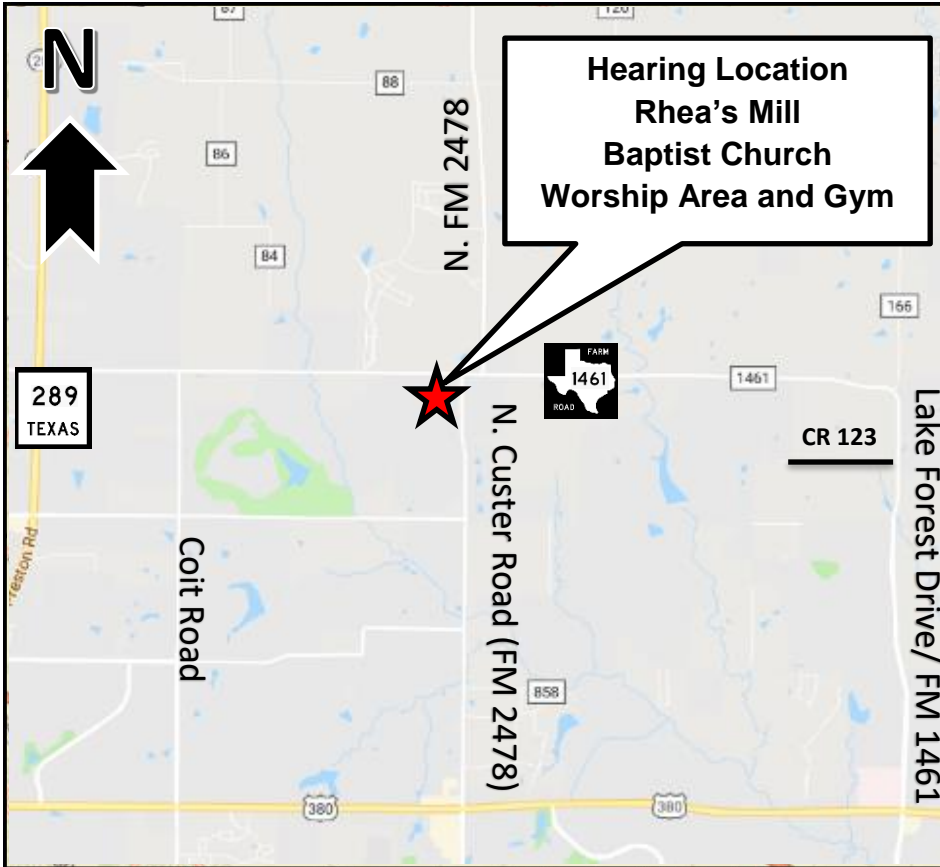 N
88
86
84
N. FM 2478
Hearing Location
Rhea’s Mill
Baptist Church
Worship Area and Gym
166
289
TEXAS
FARM
1461
ROAD
1461
CR 123
Coit Road
N. Custer Road (FM 2478)
Lake Forest Drive/ FM 1461
858
380
380